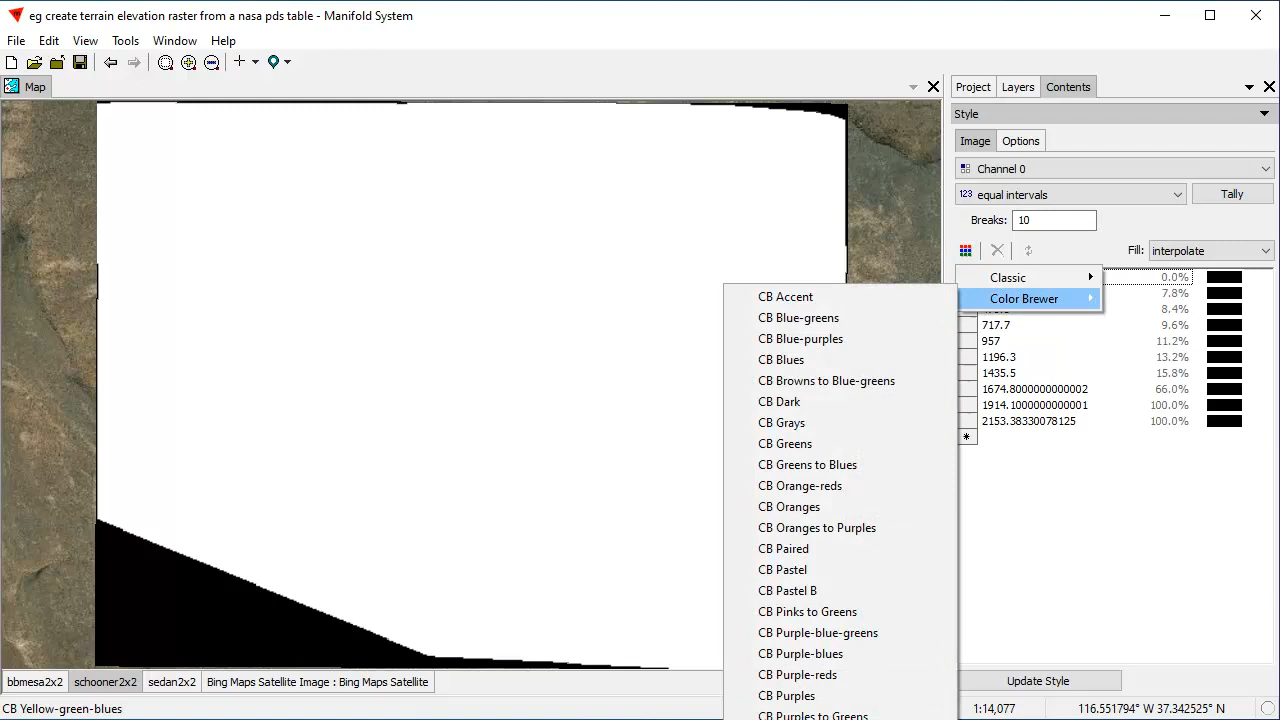 eg create terrain elevation raster from a nasa pds table - Manifold System
File Edit View Tools Window Help
Map
Project Layers Contents
Style
Image Options
Channel 0
123 equal intervals Tally
Breaks: 10
Fill: interpolate
Classic 0.0%
Color Brewer 7.8%
8.4%
717.7 9.6%
957 11.2%
1196.3 13.2%
1435.5 15.8%
1674.8000000000002 66.0%
1914.1000000000001 100.0%
2153.38330078125 100.0%
*
CB Accent
CB Blue-greens
CB Blue-purples
CB Blues
CB Browns to Blue-greens
CB Dark
CB Grays
CB Greens
CB Greens to Blues
CB Orange-reds
CB Oranges
CB Oranges to Purples
CB Paired
CB Pastel
CB Pastel B
CB Pinks to Greens
CB Purple-blue-greens
CB Purple-blues
CB Purple-reds
CB Purples
CB Purples to Greens
bbmesa2x2 schooner2x2 sedan2x2 Bing Maps Satellite Image : Bing Maps Satellite
Update Style
CB Yellow-green-blues
1:14,077 116.551794° W 37.342525° N